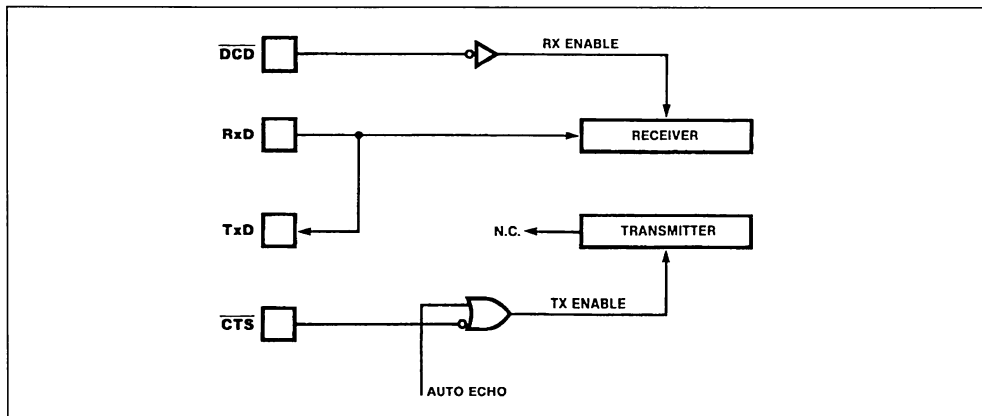 DCD
RX ENABLE
RxD
RECEIVER
TxD
N.C.
TRANSMITTER
CTS
TX ENABLE
AUTO ECHO